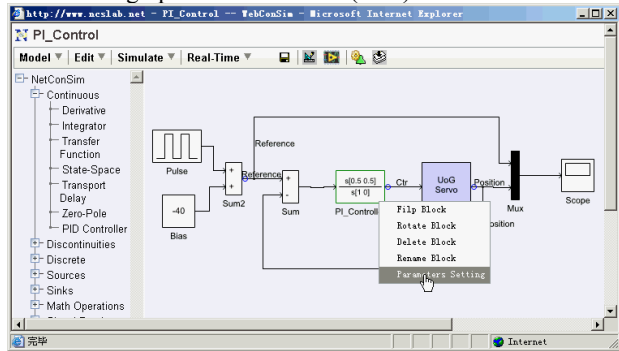 http://www.ncslab.net - PI_Control -- WebConSim - Microsoft Internet Explorer
PI_Control
Model Edit Simulate Real-Time
NetConSim
Continuous
Derivative
Integrator
Transfer
Function
State-Space
Transport
Delay
Zero-Pole
PID Controller
Discontinuities
Discrete
Sources
Sinks
Math Operations
Pulse
-40
Bias
+
+
Sum2
Reference
Reference
+
-
Sum
s[0.5 0.5]
s[1 0]
PI_Controll
Ctr
UoG
Servo
Position
osition
Mux
Scope
Filp Block
Rotate Block
Delete Block
Rename Block
Parameters Setting
完毕
Internet